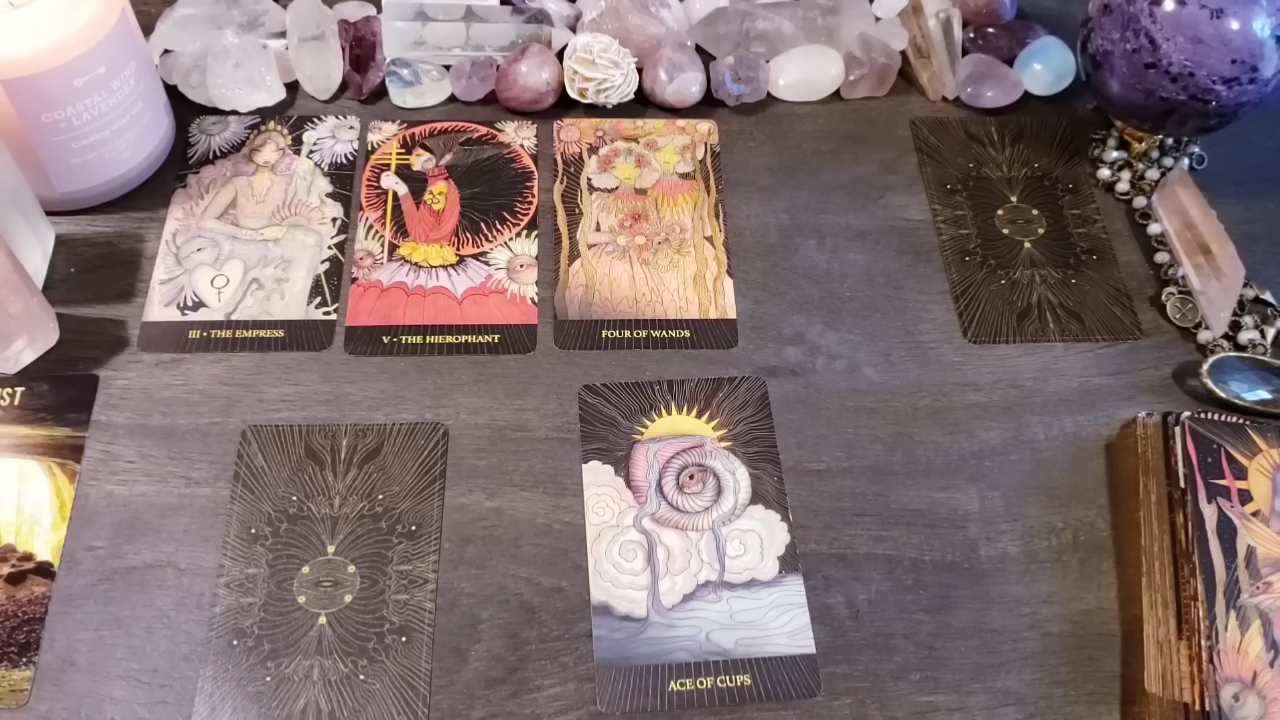 COASTAL WIND
+ LAVENDER
III • THE EMPRESS
V • THE HIEROPHANT
FOUR OF WANDS
ACE OF CUPS